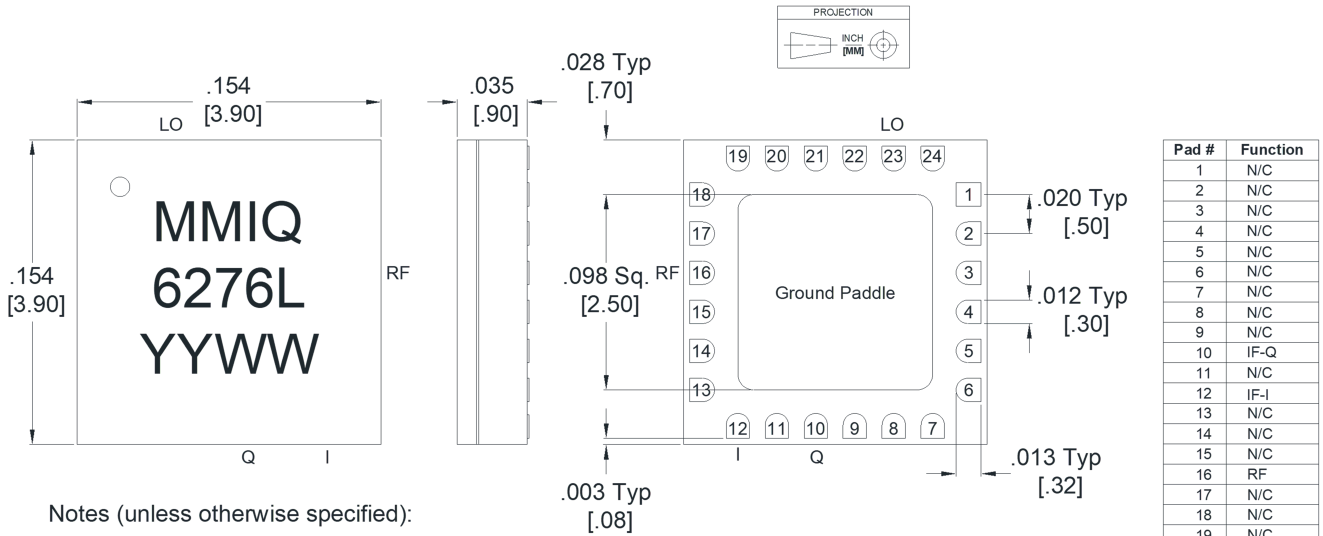 PROJECTION
INCH
[MM]
.154
[3.90]
LO
.035
[.90]
.028 Typ
[.70]
LO
MMIQ
6276L
YYWW
.154
[3.90]
RF
Q
I
19 20 21 22 23 24
18
17
16
15
14
13
1
2
3
4
5
6
12 11 10 9 8 7
Ground Paddle
.098 Sq.
[2.50]
RF
.020 Typ
[.50]
.012 Typ
[.30]
I
Q
.013 Typ
[.32]
.003 Typ
[.08]
Notes (unless otherwise specified):
Pad # Function
1 N/C
2 N/C
3 N/C
4 N/C
5 N/C
6 N/C
7 N/C
8 N/C
9 N/C
10 IF-Q
11 N/C
12 IF-I
13 N/C
14 N/C
15 N/C
16 RF
17 N/C
18 N/C
19 N/C